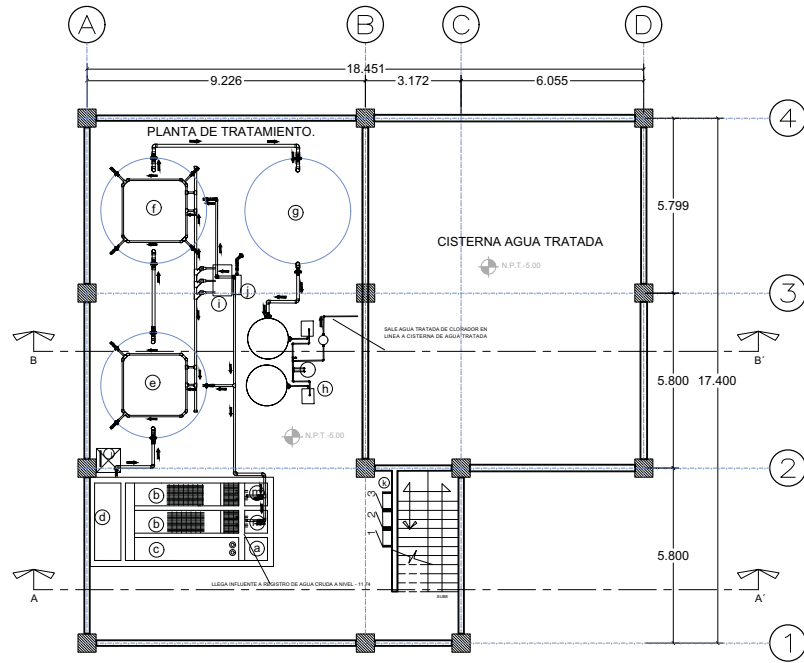 A
B
C
D
18.451
9.226
3.172
6.055
4
PLANTA DE TRATAMIENTO.
5.799
f
g
CISTERNA AGUA TRATADA
N.P.T.-5.00
i
j
3
SALE AGUA TRATADA DE CLORADOR EN
LINEA A CISTERNA DE AGUA TRATADA
B
B´
5.800
17.400
e
h
N.P.T.-5.00
2
k
b
d
b
3
2
1
c
a
5.800
LLEGA INFLUENTE A REGISTRO DE AGUA CRUDA A NIVEL - 11.74
A
A´
SUBE
1